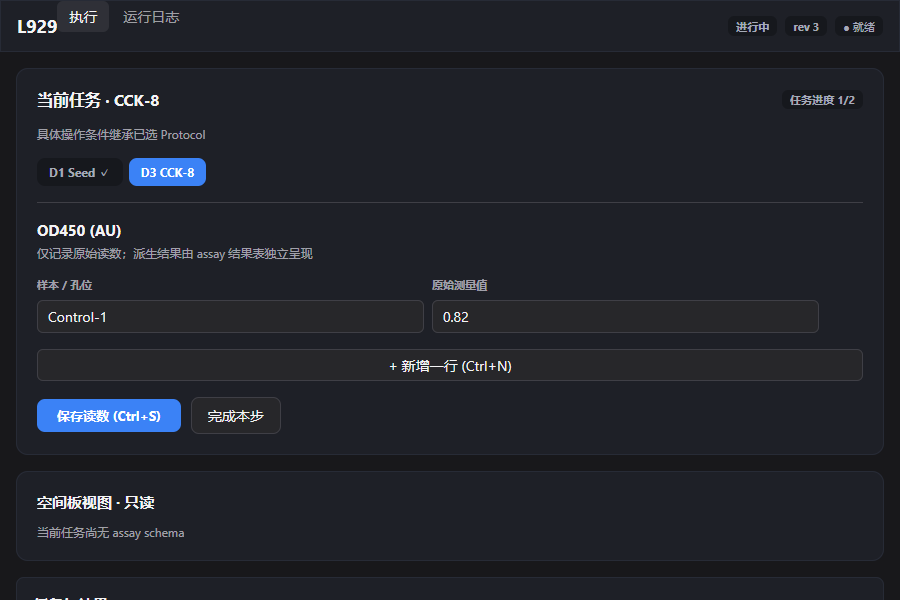 L929 执行 运行日志 进行中 rev 3 ● 就绪
当前任务 · CCK-8 任务进度 1/2
具体操作条件继承已选 Protocol
D1 Seed ✓ D3 CCK-8
OD450 (AU)
仅记录原始读数；派生结果由 assay 结果表独立呈现
样本 / 孔位 原始测量值
Control-1 0.82
+ 新增一行 (Ctrl+N)
保存读数 (Ctrl+S) 完成本步
空间板视图 · 只读
当前任务尚无 assay schema